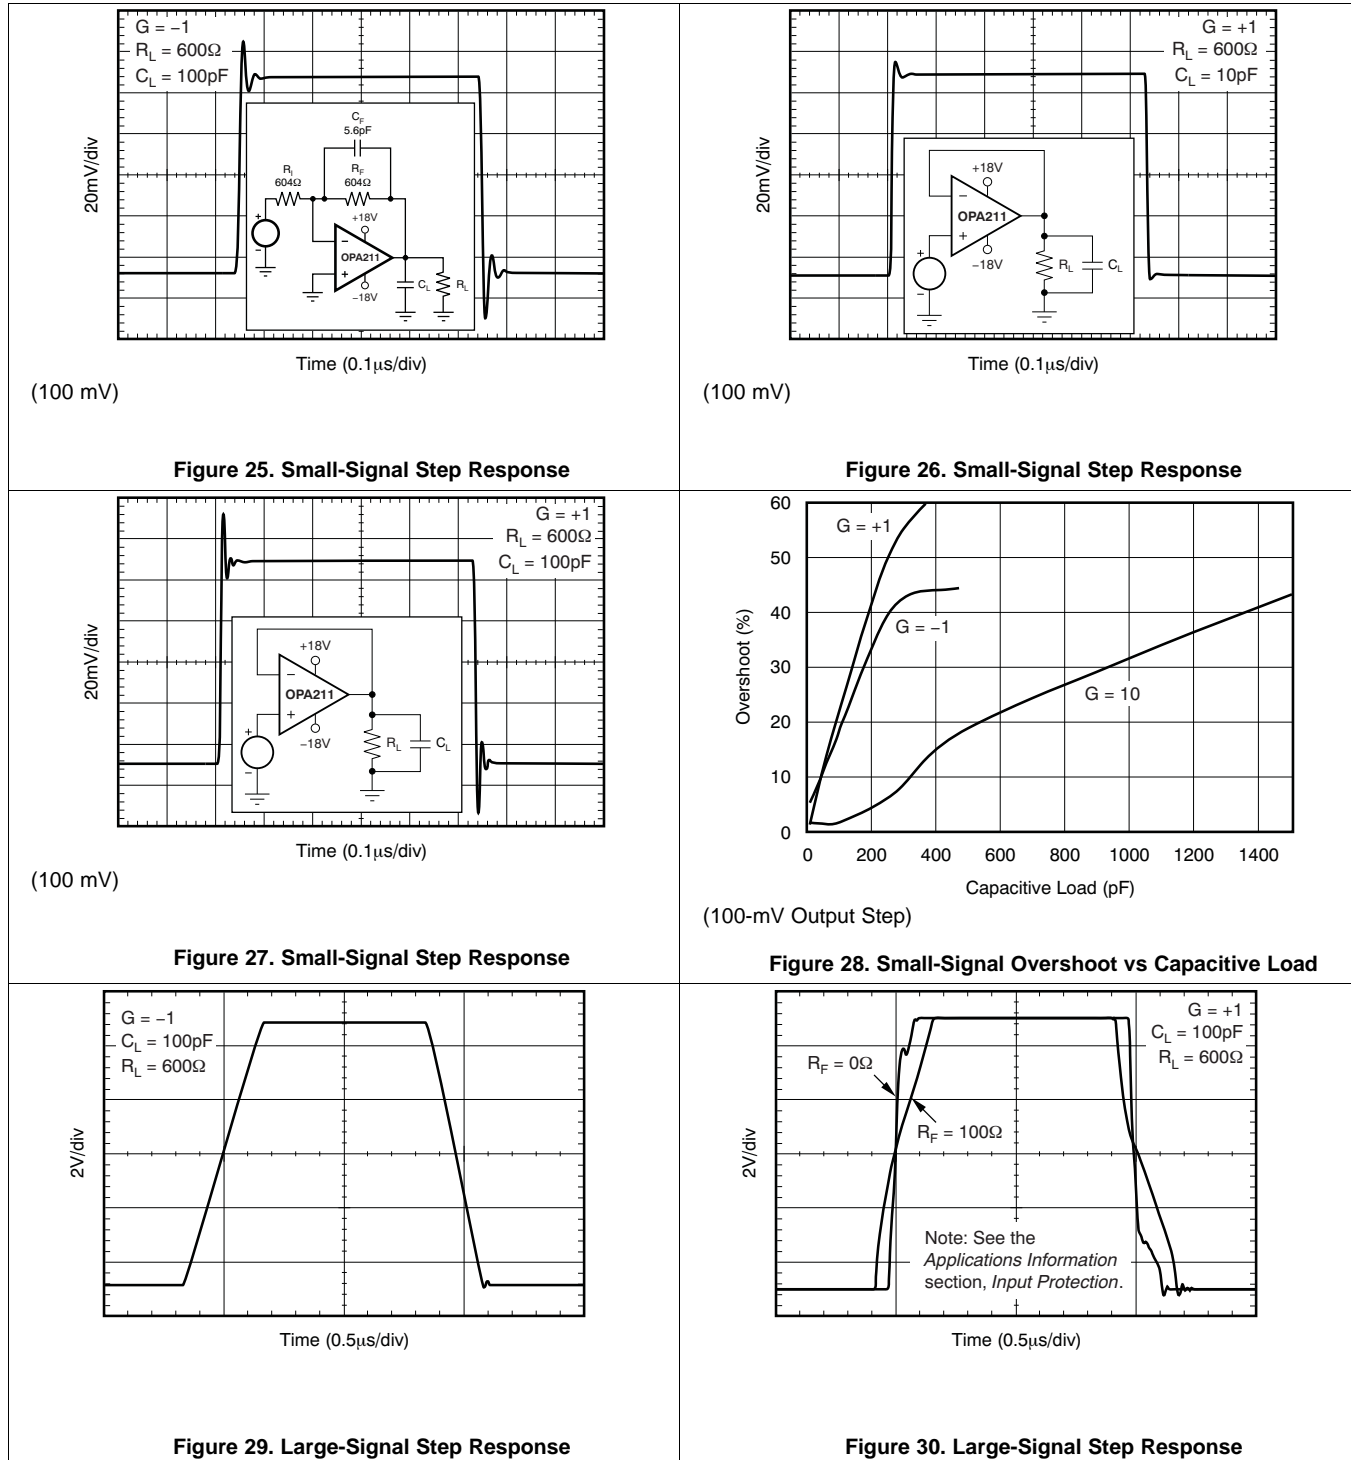 G = −1
R_L = 600Ω
C_L = 100pF
20mV/div
C_F
5.6pF
R_I
604Ω
R_F
604Ω
+18V
OPA211
−18V
C_L
R_L
+
−
−
+
Time (0.1μs/div)
(100 mV)
Figure 25. Small-Signal Step Response
G = +1
R_L = 600Ω
C_L = 10pF
20mV/div
+18V
−
OPA211
+
−18V
+
−
R_L
C_L
Time (0.1μs/div)
(100 mV)
Figure 26. Small-Signal Step Response
G = +1
R_L = 600Ω
C_L = 100pF
20mV/div
+18V
−
OPA211
+
−18V
+
−
R_L
C_L
Time (0.1μs/div)
(100 mV)
Figure 27. Small-Signal Step Response
60
50
40
30
20
10
0
Overshoot (%)
G = +1
G = −1
G = 10
0 200 400 600 800 1000 1200 1400
Capacitive Load (pF)
(100-mV Output Step)
Figure 28. Small-Signal Overshoot vs Capacitive Load
G = −1
C_L = 100pF
R_L = 600Ω
2V/div
Time (0.5μs/div)
Figure 29. Large-Signal Step Response
G = +1
C_L = 100pF
R_L = 600Ω
R_F = 0Ω
R_F = 100Ω
2V/div
Note: See the
Applications Information
section, Input Protection.
Time (0.5μs/div)
Figure 30. Large-Signal Step Response